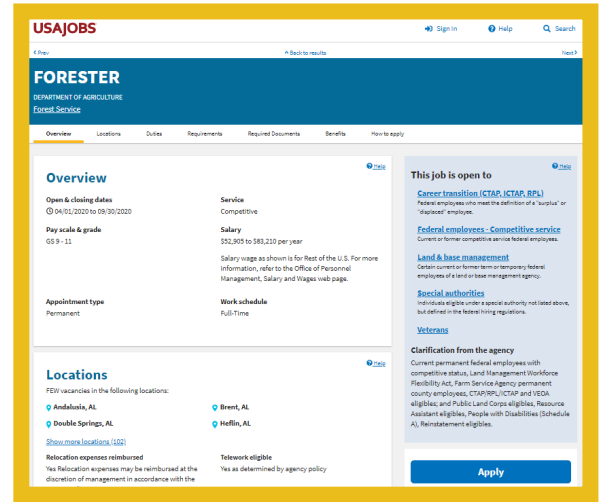 USAJOBS
Sign In
Help
Search
Prev
Back to results
Next
FORESTER
DEPARTMENT OF AGRICULTURE
Forest Service
Overview
Locations
Duties
Requirements
Required Documents
Benefits
How to apply
Help
Overview
Open & closing dates
04/01/2020 to 09/30/2020
Service
Competitive
Pay scale & grade
GS 9 - 11
Salary
$52,905 to $83,210 per year
Salary wage as shown is for Rest of the U.S. For more
information, refer to the Office of Personnel
Management, Salary and Wages web page.
Appointment type
Permanent
Work schedule
Full-Time
Help
Locations
FEW vacancies in the following locations:
Andalusia, AL
Brent, AL
Double Springs, AL
Heflin, AL
Show more locations (102)
Relocation expenses reimbursed
Yes Relocation expenses may be reimbursed at the
discretion of management in accordance with the
Telework eligible
Yes as determined by agency policy
Help
This job is open to
Career transition (CTAP, ICTAP, RPL)
Federal employees who meet the definition of a "surplus" or
"displaced" employee.
Federal employees - Competitive service
Current or former competitive service federal employees.
Land & base management
Certain current or former term or temporary federal
employees of a land or base management agency.
Special authorities
Individuals eligible under a special authority not listed above,
but defined in the federal hiring regulations.
Veterans
Clarification from the agency
Current permanent federal employees with
competitive status, Land Management Workforce
Flexibility Act, Farm Service Agency permanent
county employees, CTAP/RPL/ICTAP and VEOA
eligibles; and Public Land Corps eligibles, Resource
Assistant eligibles, People with Disabilities (Schedule
A), Reinstatement eligibles.
Apply